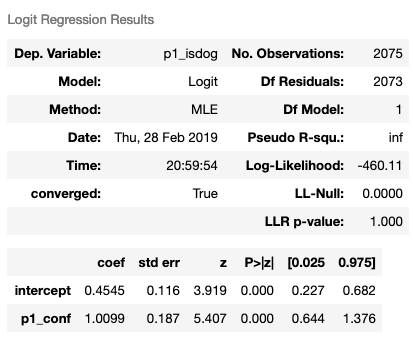 Logit Regression Results
Dep. Variable: p1_isdog No. Observations: 2075
Model: Logit Df Residuals: 2073
Method: MLE Df Model: 1
Date: Thu, 28 Feb 2019 Pseudo R-squ.: inf
Time: 20:59:54 Log-Likelihood: -460.11
converged: True LL-Null: 0.0000
LLR p-value: 1.000
coef std err z P>|z| [0.025 0.975]
intercept 0.4545 0.116 3.919 0.000 0.227 0.682
p1_conf 1.0099 0.187 5.407 0.000 0.644 1.376